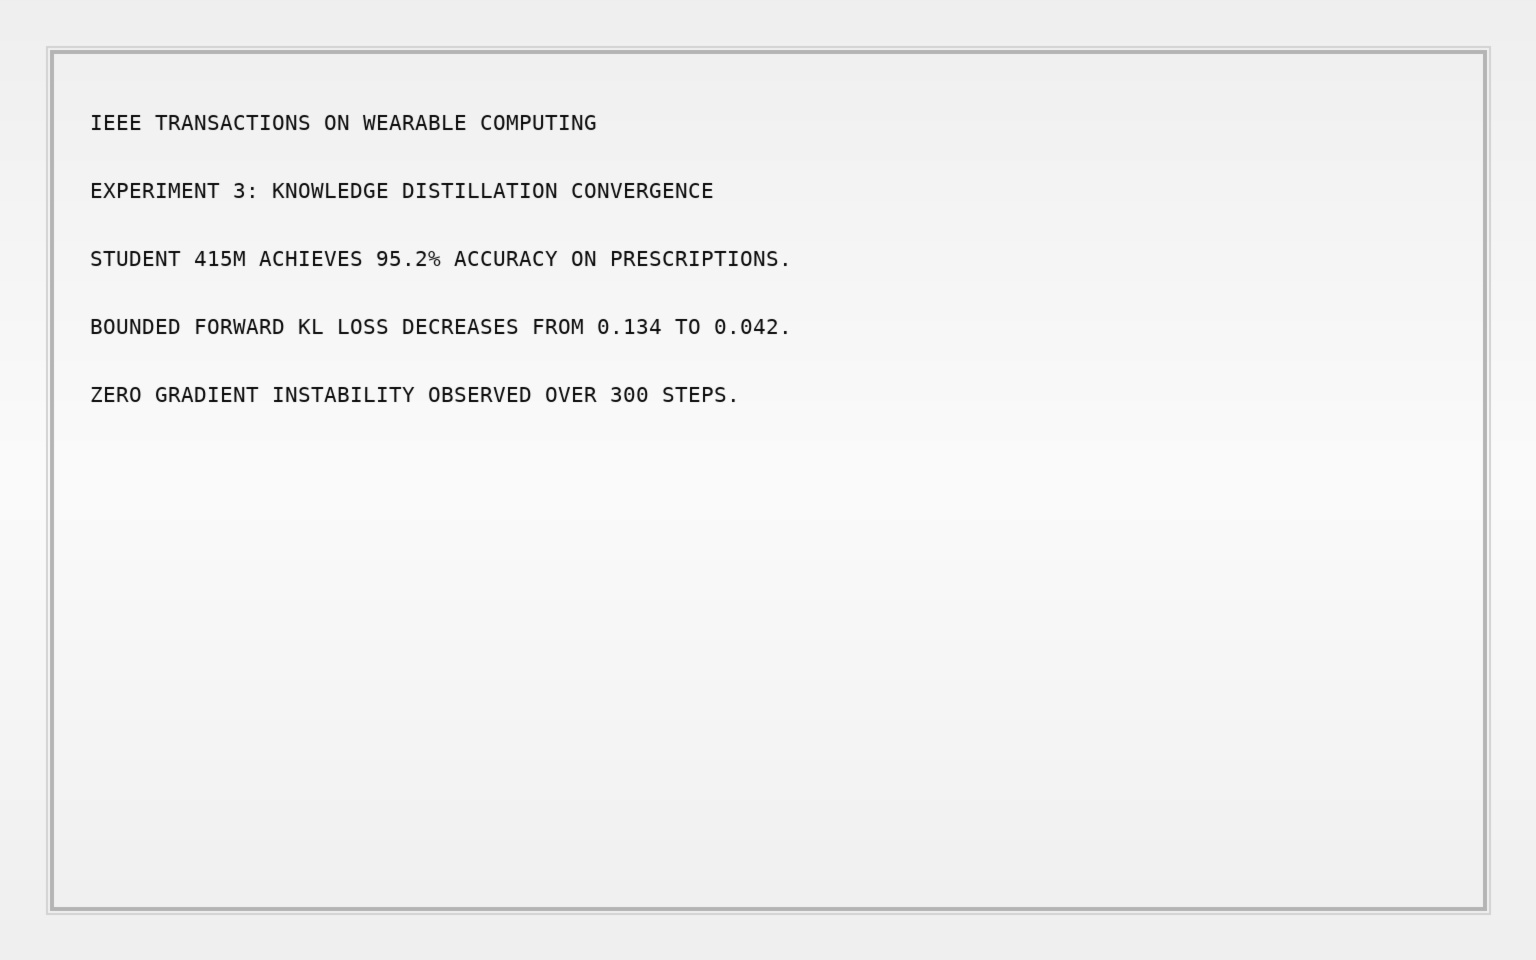 IEEE TRANSACTIONS ON WEARABLE COMPUTING
EXPERIMENT 3: KNOWLEDGE DISTILLATION CONVERGENCE
STUDENT 415M ACHIEVES 95.2% ACCURACY ON PRESCRIPTIONS.
BOUNDED FORWARD KL LOSS DECREASES FROM 0.134 TO 0.042.
ZERO GRADIENT INSTABILITY OBSERVED OVER 300 STEPS.